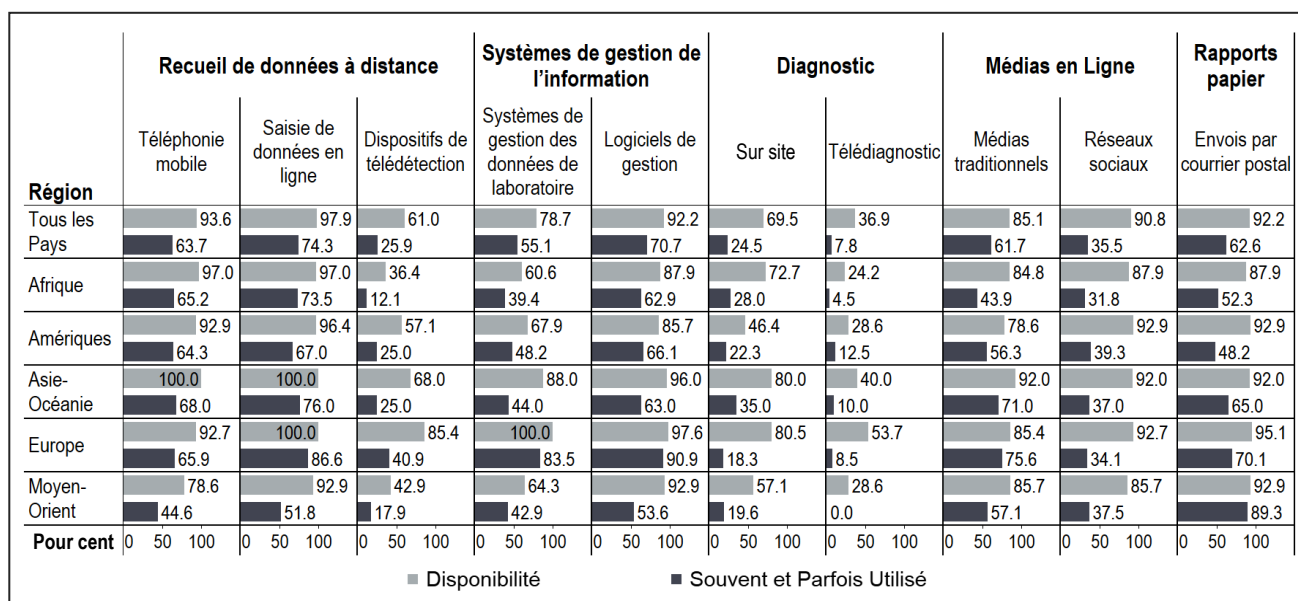 Recueil de données à distance
Systèmes de gestion de l'information
Diagnostic
Médias en Ligne
Rapports papier
Région
Téléphonie mobile
Saisie de données en ligne
Dispositifs de télédétection
Systèmes de gestion des données de laboratoire
Logiciels de gestion
Sur site
Télédiagnostic
Médias traditionnels
Réseaux sociaux
Envois par courrier postal
Tous les Pays
93.6 97.9 61.0 78.7 92.2 69.5 36.9 85.1 90.8 92.2
63.7 74.3 25.9 55.1 70.7 24.5 7.8 61.7 35.5 62.6
Afrique
97.0 97.0 36.4 60.6 87.9 72.7 24.2 84.8 87.9 87.9
65.2 73.5 12.1 39.4 62.9 28.0 4.5 43.9 31.8 52.3
Amériques
92.9 96.4 57.1 67.9 85.7 46.4 28.6 78.6 92.9 92.9
64.3 67.0 25.0 48.2 66.1 22.3 12.5 56.3 39.3 48.2
Asie-Océanie
100.0 100.0 68.0 88.0 96.0 80.0 40.0 92.0 92.0 92.0
68.0 76.0 25.0 44.0 63.0 35.0 10.0 71.0 37.0 65.0
Europe
92.7 100.0 85.4 100.0 97.6 80.5 53.7 85.4 92.7 95.1
65.9 86.6 40.9 83.5 90.9 18.3 8.5 75.6 34.1 70.1
Moyen-Orient
78.6 92.9 42.9 64.3 92.9 57.1 28.6 85.7 85.7 92.9
44.6 51.8 17.9 42.9 53.6 19.6 0.0 57.1 37.5 89.3
Pour cent 0 50 100 0 50 100 0 50 100 0 50 100 0 50 100 0 50 100 0 50 100 0 50 100 0 50 100 0 50 100
Disponibilité Souvent et Parfois Utilisé